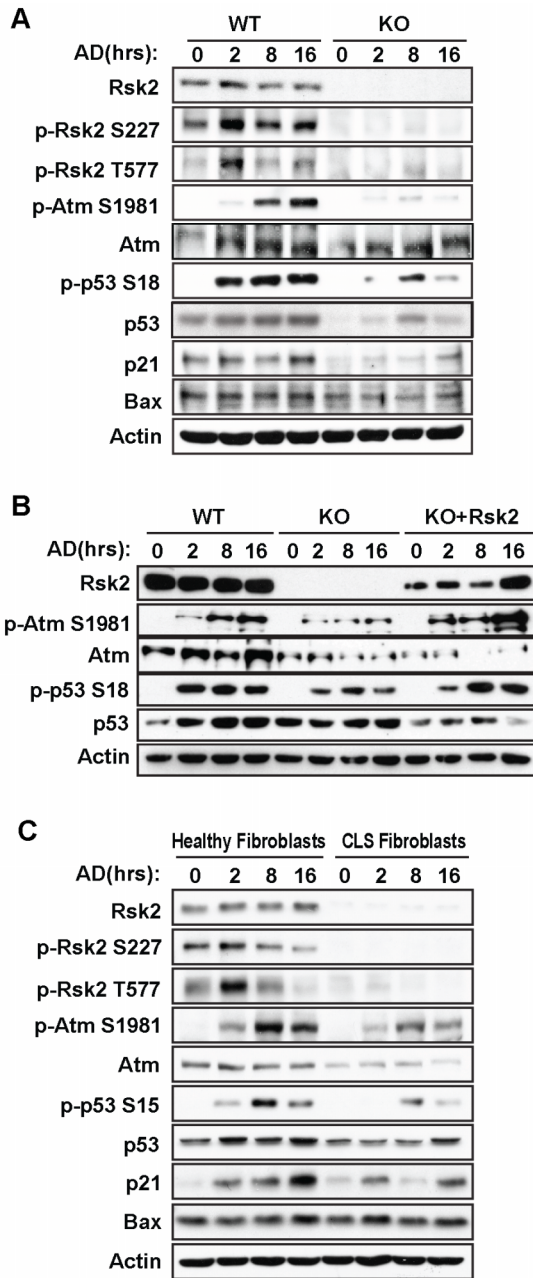 A
WT KO
AD(hrs): 0 2 8 16 0 2 8 16
Rsk2
p-Rsk2 S227
p-Rsk2 T577
p-Atm S1981
Atm
p-p53 S18
p53
p21
Bax
Actin
B
WT KO KO+Rsk2
AD(hrs): 0 2 8 16 0 2 8 16 0 2 8 16
Rsk2
p-Atm S1981
Atm
p-p53 S18
p53
Actin
C
Healthy Fibroblasts CLS Fibroblasts
AD(hrs): 0 2 8 16 0 2 8 16
Rsk2
p-Rsk2 S227
p-Rsk2 T577
p-Atm S1981
Atm
p-p53 S15
p53
p21
Bax
Actin